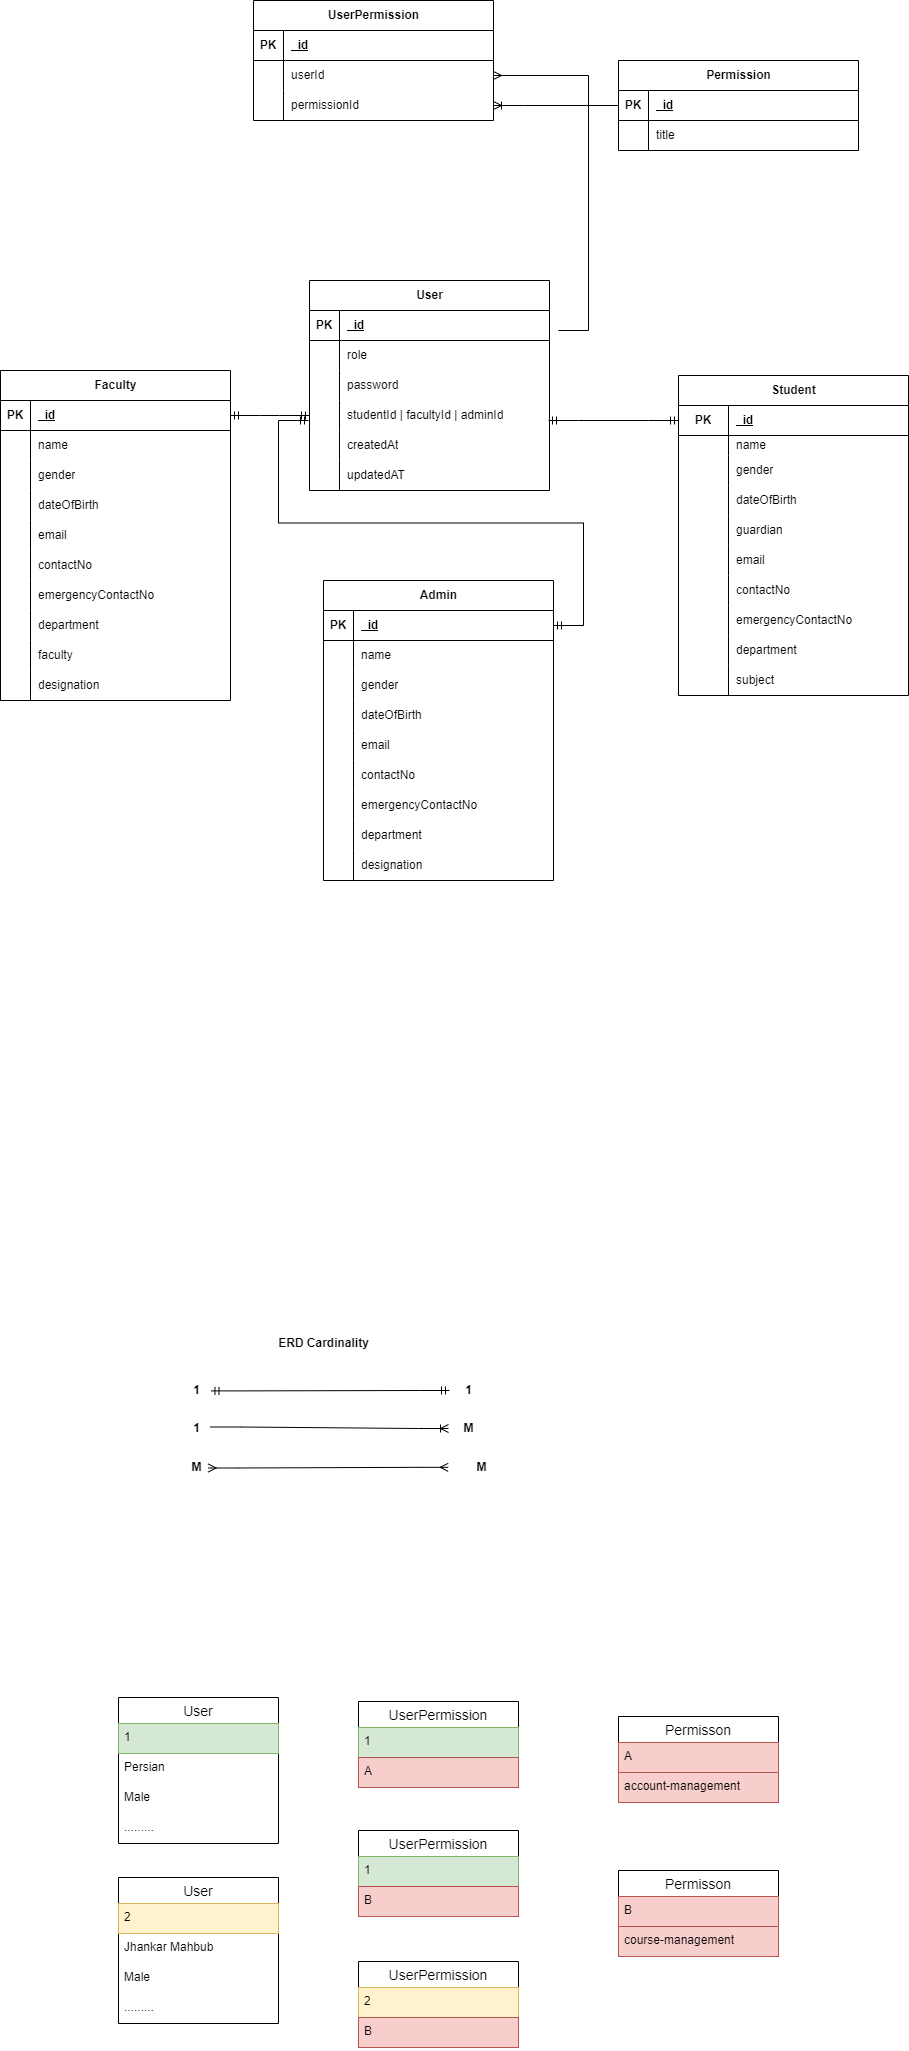 UserPermission
PK _id
userId
permissionId
Permission
PK _id
title
User
PK _id
role
password
studentId | facultyId | adminId
createdAt
updatedAT
Faculty
PK _id
name
gender
dateOfBirth
email
contactNo
emergencyContactNo
department
faculty
designation
Student
PK _id
name
gender
dateOfBirth
guardian
email
contactNo
emergencyContactNo
department
subject
Admin
PK _id
name
gender
dateOfBirth
email
contactNo
emergencyContactNo
department
designation
ERD Cardinality
1 1
1 M
M M
User
1
Persian
Male
.........
UserPermission
1
A
Permisson
A
account-management
UserPermission
1
B
User
2
Jhankar Mahbub
Male
.........
Permisson
B
course-management
UserPermission
2
B